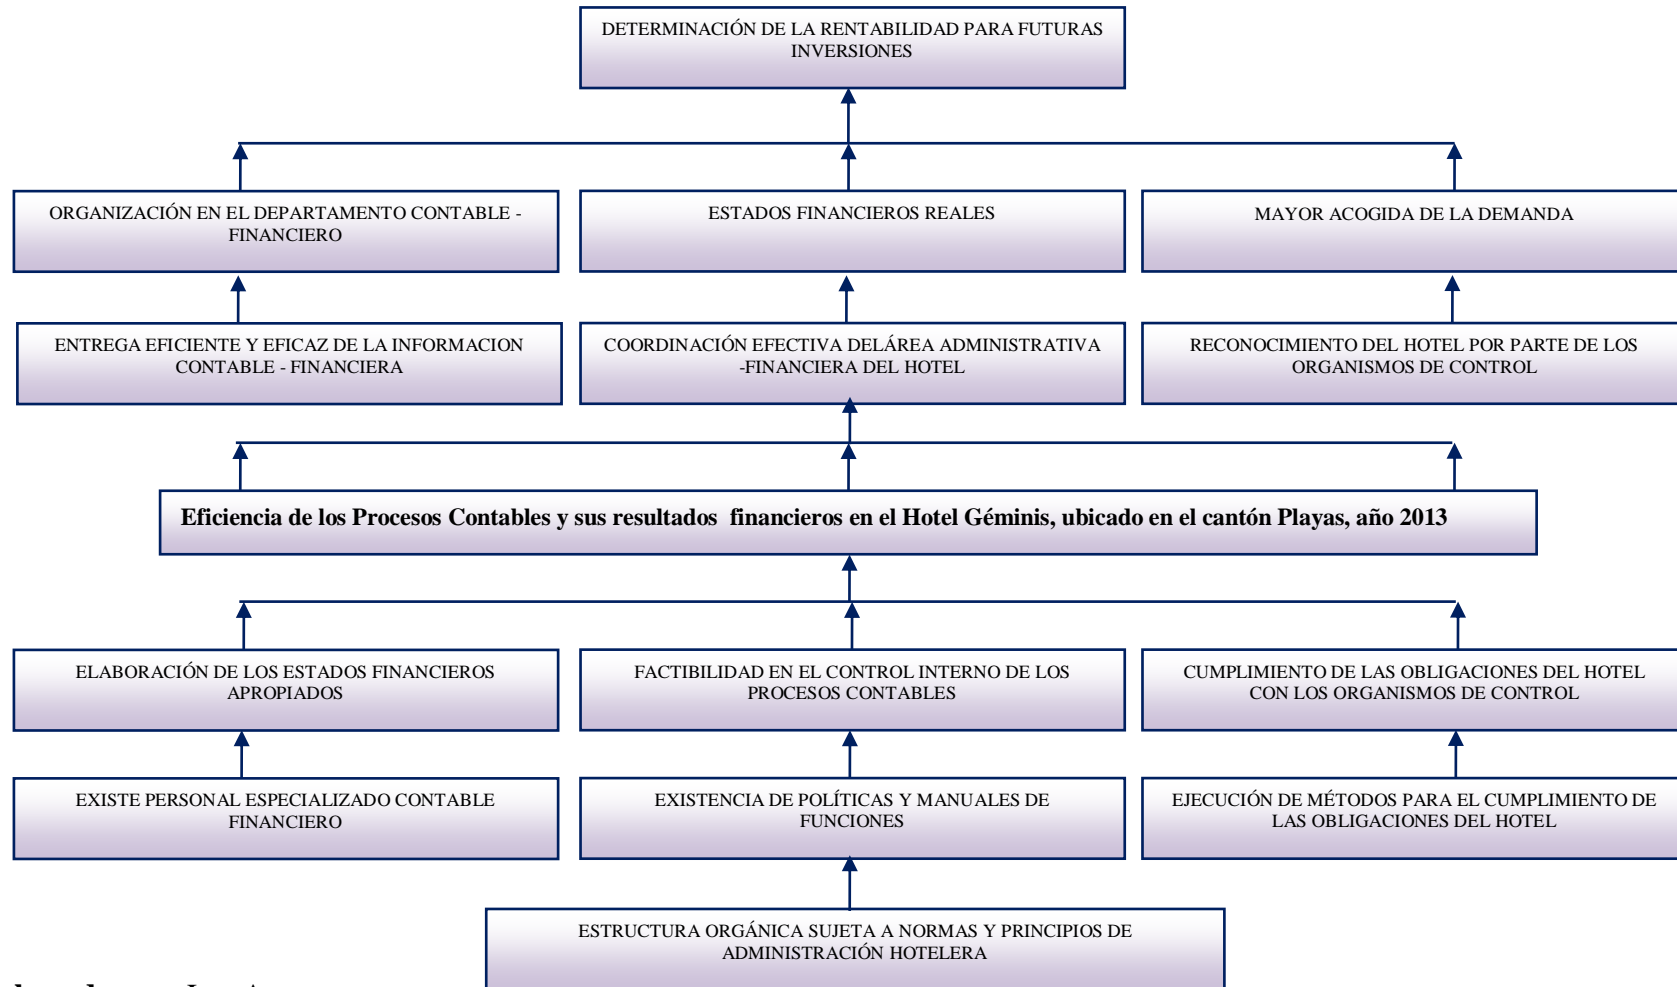 DETERMINACIÓN DE LA RENTABILIDAD PARA FUTURAS
INVERSIONES
ORGANIZACIÓN EN EL DEPARTAMENTO CONTABLE -
FINANCIERO
ESTADOS FINANCIEROS REALES
MAYOR ACOGIDA DE LA DEMANDA
ENTREGA EFICIENTE Y EFICAZ DE LA INFORMACION
CONTABLE - FINANCIERA
COORDINACIÓN EFECTIVA DELÁREA ADMINISTRATIVA
-FINANCIERA DEL HOTEL
RECONOCIMIENTO DEL HOTEL POR PARTE DE LOS
ORGANISMOS DE CONTROL
Eficiencia de los Procesos Contables y sus resultados financieros en el Hotel Géminis, ubicado en el cantón Playas, año 2013
ELABORACIÓN DE LOS ESTADOS FINANCIEROS
APROPIADOS
FACTIBILIDAD EN EL CONTROL INTERNO DE LOS
PROCESOS CONTABLES
CUMPLIMIENTO DE LAS OBLIGACIONES DEL HOTEL
CON LOS ORGANISMOS DE CONTROL
EXISTE PERSONAL ESPECIALIZADO CONTABLE
FINANCIERO
EXISTENCIA DE POLÍTICAS Y MANUALES DE
FUNCIONES
EJECUCIÓN DE MÉTODOS PARA EL CUMPLIMIENTO DE
LAS OBLIGACIONES DEL HOTEL
ESTRUCTURA ORGÁNICA SUJETA A NORMAS Y PRINCIPIOS DE
ADMINISTRACIÓN HOTELERA